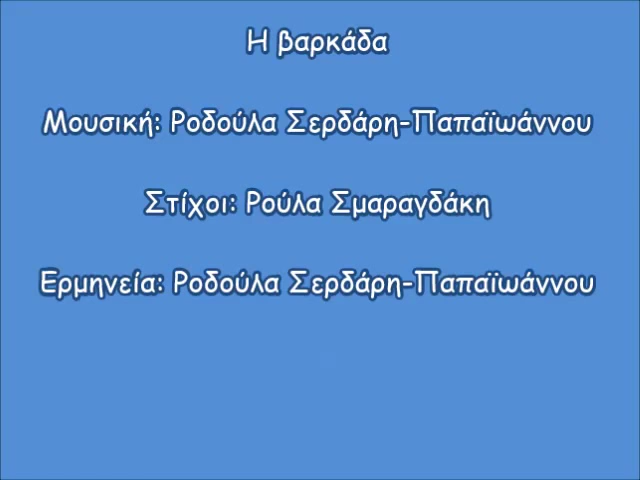 Η βαρκάδα
Μουσική: Ροδούλα Σερδάρη-Παπαϊωάννου
Στίχοι: Ρούλα Σμαραγδάκη
Ερμηνεία: Ροδούλα Σερδάρη-Παπαϊωάννου